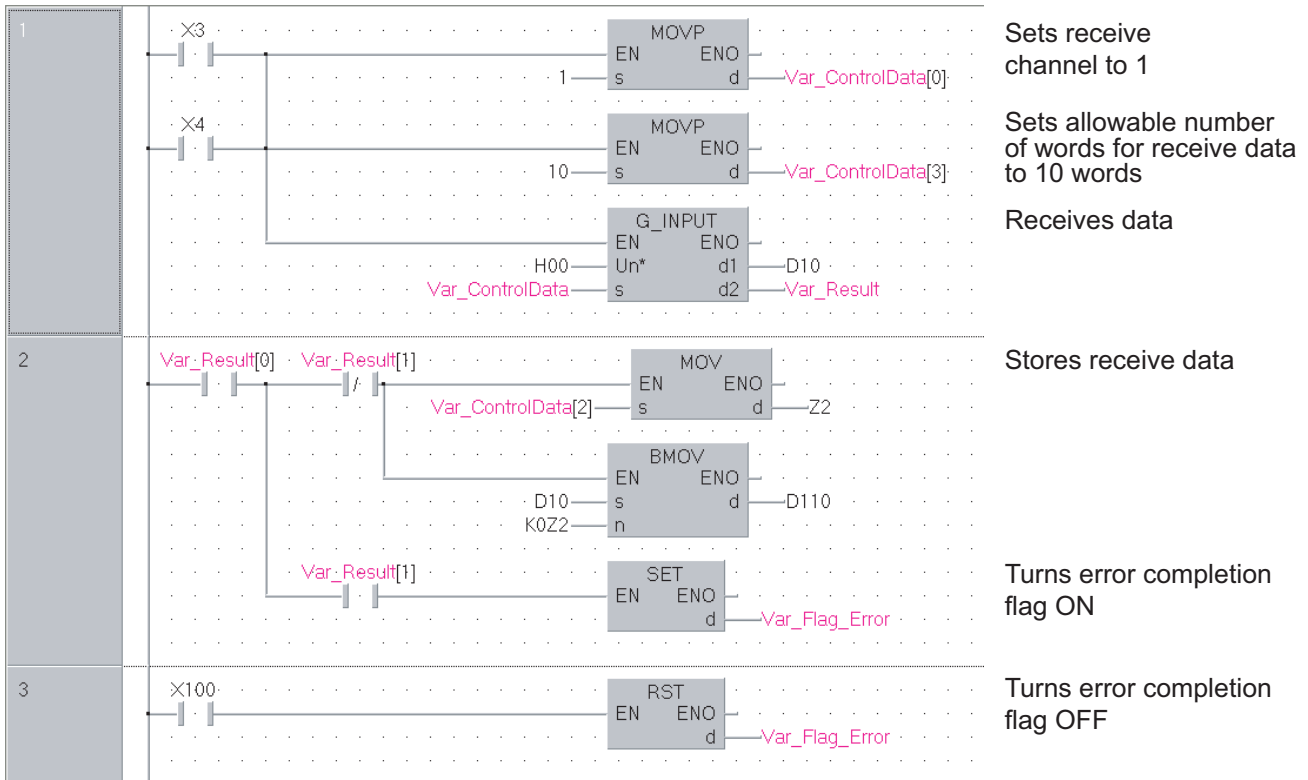 1
X3
MOVP
EN ENO
1 s d Var_ControlData[0]
Sets receive
channel to 1
X4
MOVP
EN ENO
10 s d Var_ControlData[3]
Sets allowable number
of words for receive data
to 10 words
G_INPUT
EN ENO
H00 Un* d1 D10
Var_ControlData s d2 Var_Result
Receives data
2
Var_Result[0] Var_Result[1]
/
MOV
EN ENO
Var_ControlData[2] s d Z2
Stores receive data
BMOV
EN ENO
D10 s d D110
K0Z2 n
Var_Result[1]
SET
EN ENO
d Var_Flag_Error
Turns error completion
flag ON
3
X100
RST
EN ENO
d Var_Flag_Error
Turns error completion
flag OFF